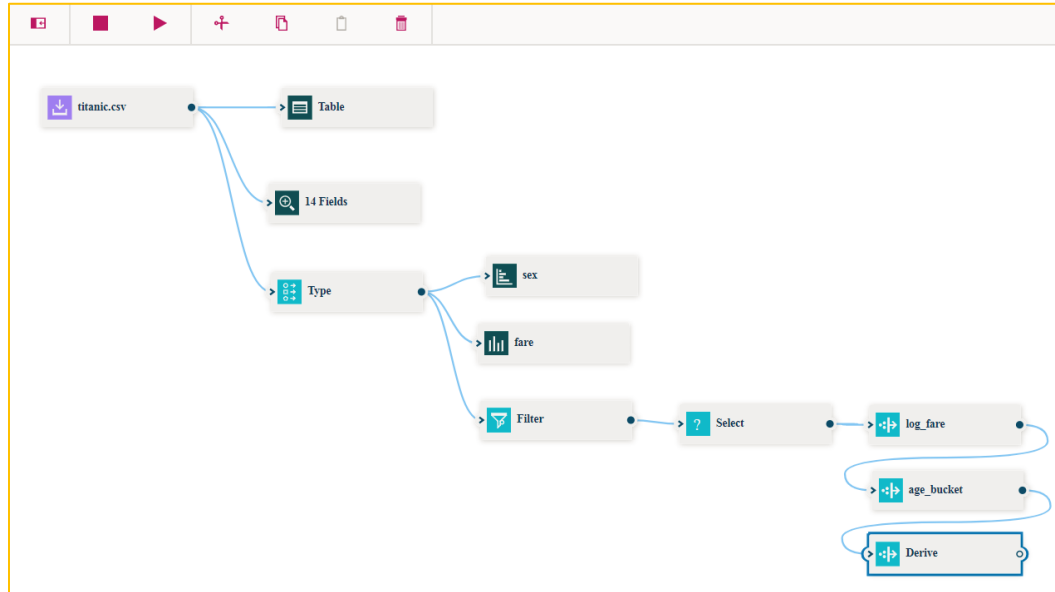 titanic.csv
Table
14 Fields
Type
sex
fare
Filter
Select
log_fare
age_bucket
Derive